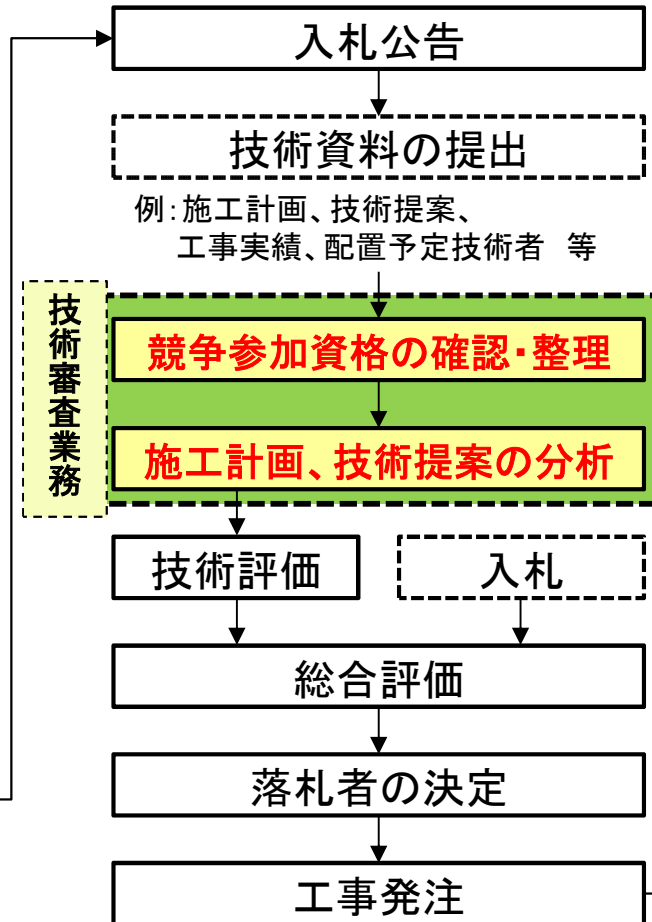 入札公告
技術資料の提出
例：施工計画、技術提案、
工事実績、配置予定技術者　等
技術審査業務
競争参加資格の確認・整理
施工計画、技術提案の分析
技術評価
入札
総合評価
落札者の決定
工事発注